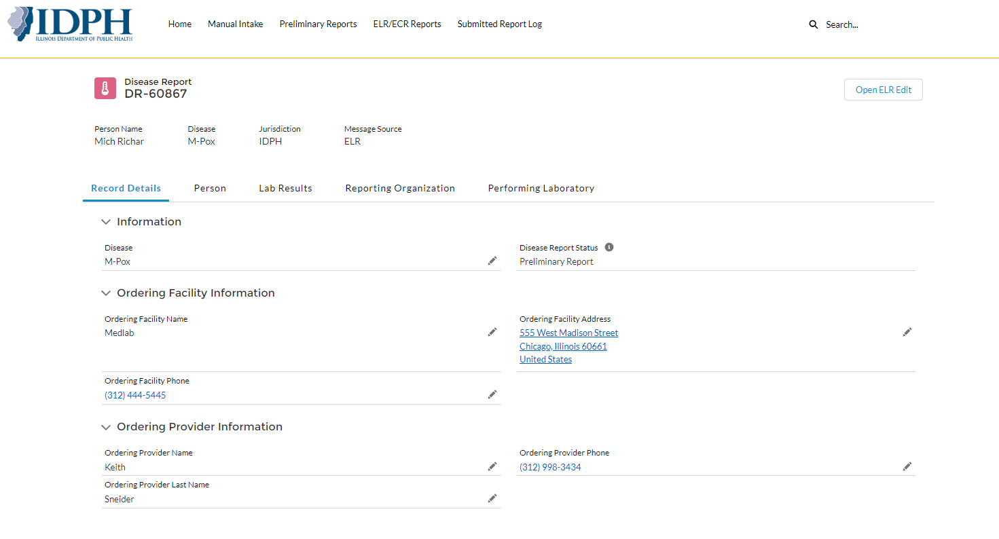 IDPH
ILLINOIS DEPARTMENT OF PUBLIC HEALTH
Home Manual Intake Preliminary Reports ELR/ECR Reports Submitted Report Log Search...
Disease Report
DR-60867
Open ELR Edit
Person Name Disease Jurisdiction Message Source
Mich Richar M-Pox IDPH ELR
Record Details Person Lab Results Reporting Organization Performing Laboratory
Information
Disease Disease Report Status
M-Pox Preliminary Report
Ordering Facility Information
Ordering Facility Name Ordering Facility Address
Medlab 555 West Madison Street
Chicago, Illinois 60661
United States
Ordering Facility Phone
(312) 444-5445
Ordering Provider Information
Ordering Provider Name Ordering Provider Phone
Keith (312) 998-3434
Ordering Provider Last Name
Sneider